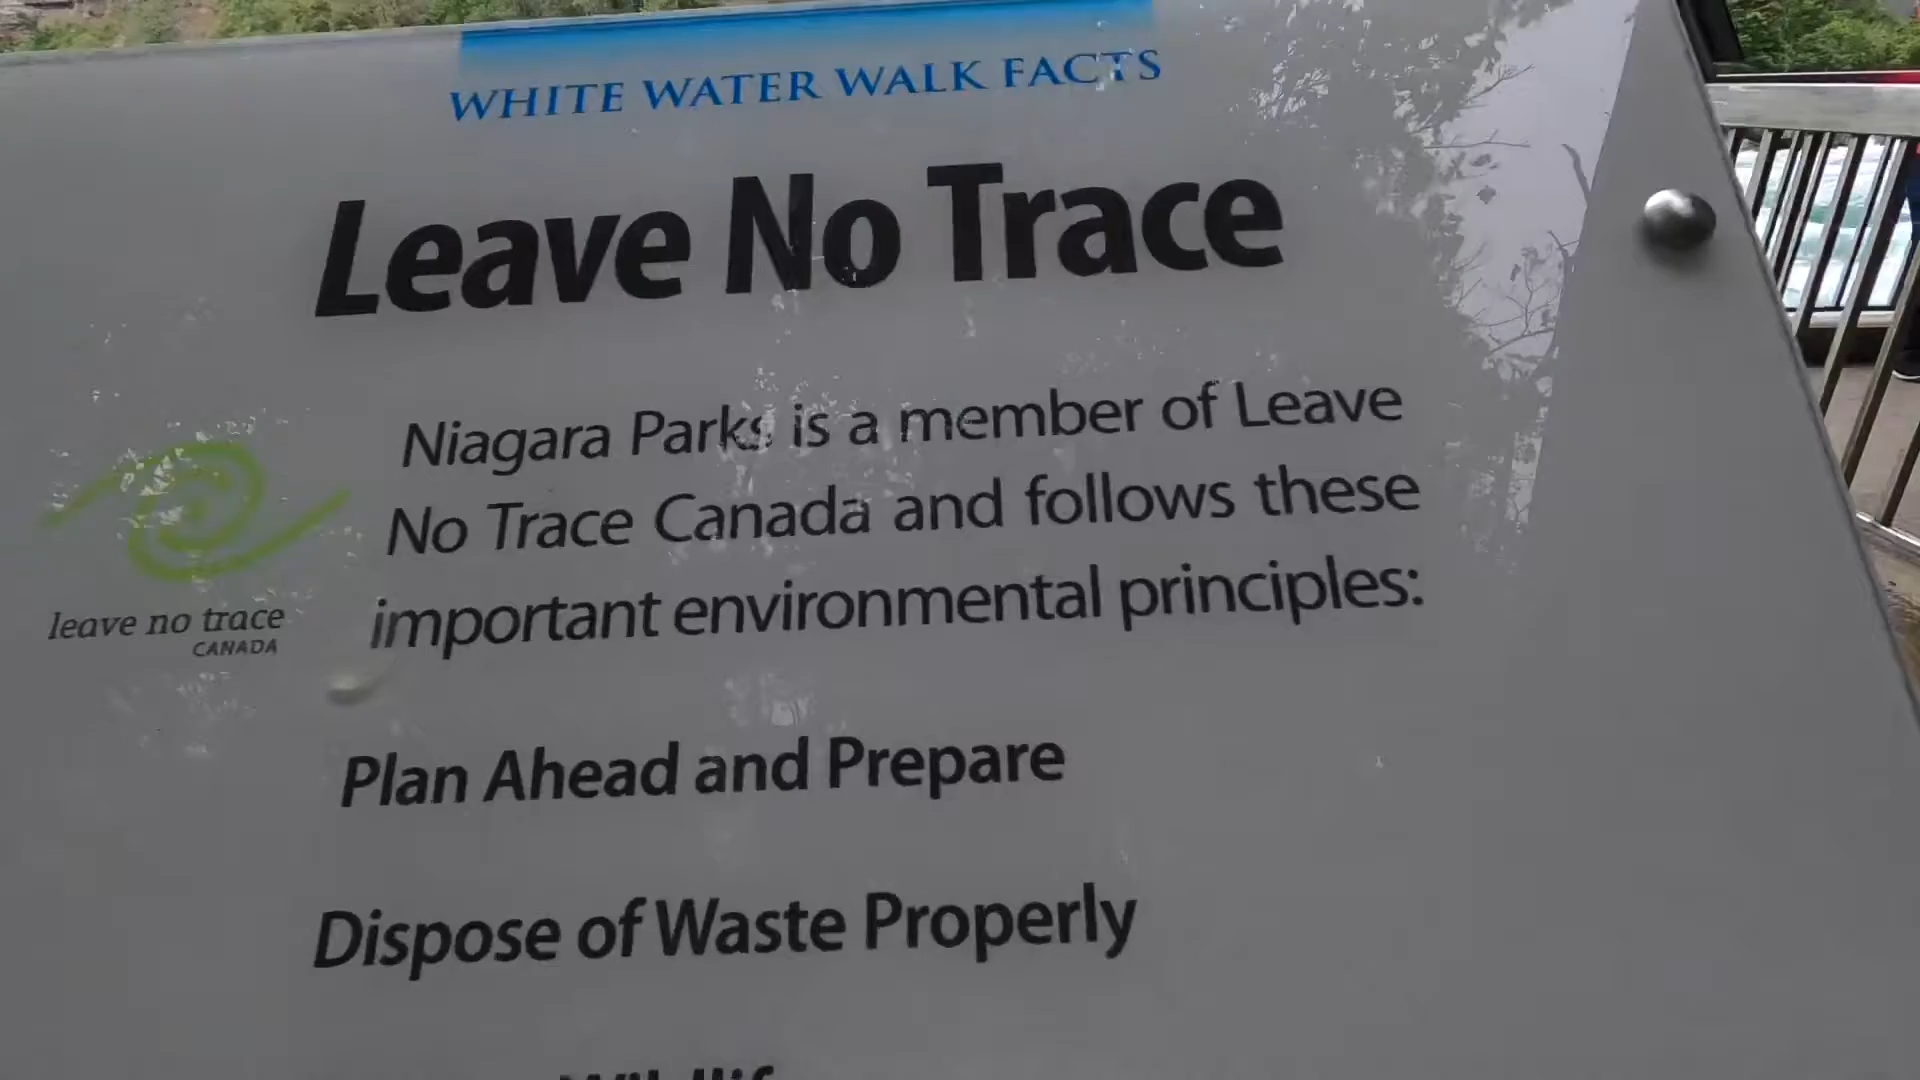 WHITE WATER WALK FACTS
Leave No Trace
Niagara Parks is a member of Leave
No Trace Canada and follows these
important environmental principles:
leave no trace
CANADA
Plan Ahead and Prepare
Dispose of Waste Properly